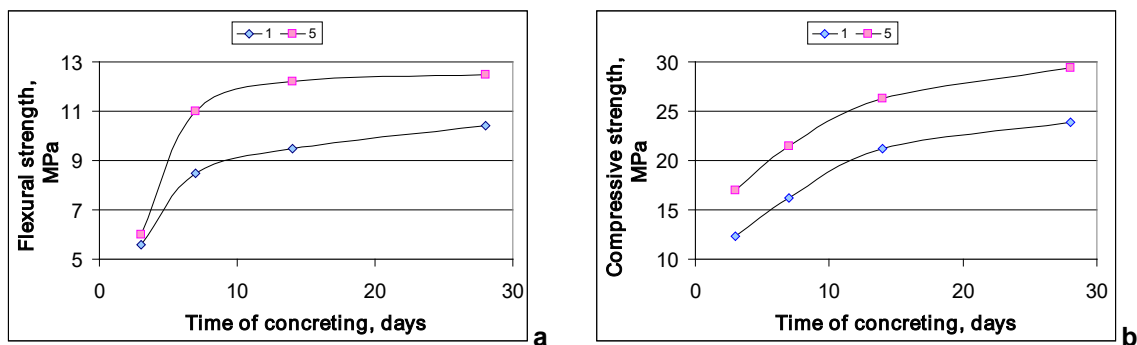 1 5
13
11
9
7
5
Flexural strength,
MPa
0 10 20 30
Time of concreting, days
a
1 5
30
25
20
15
10
Compressive strength,
MPa
0 10 20 30
Time of concreting, days
b